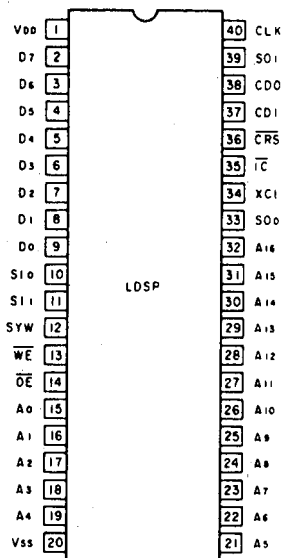 VDD 1 40 CLK
D7 2 39 SO1
D6 3 38 CD0
D5 4 37 CD1
D4 5 36 CRS
D3 6 35 IC
D2 7 34 XC1
D1 8 33 SO0
D0 9 32 A16
SI0 10 31 A15
SI1 11 LDSP 30 A14
SYW 12 29 A13
WE 13 28 A12
OE 14 27 A11
A0 15 26 A10
A1 16 25 A9
A2 17 24 A8
A3 18 23 A7
A4 19 22 A6
VSS 20 21 A5